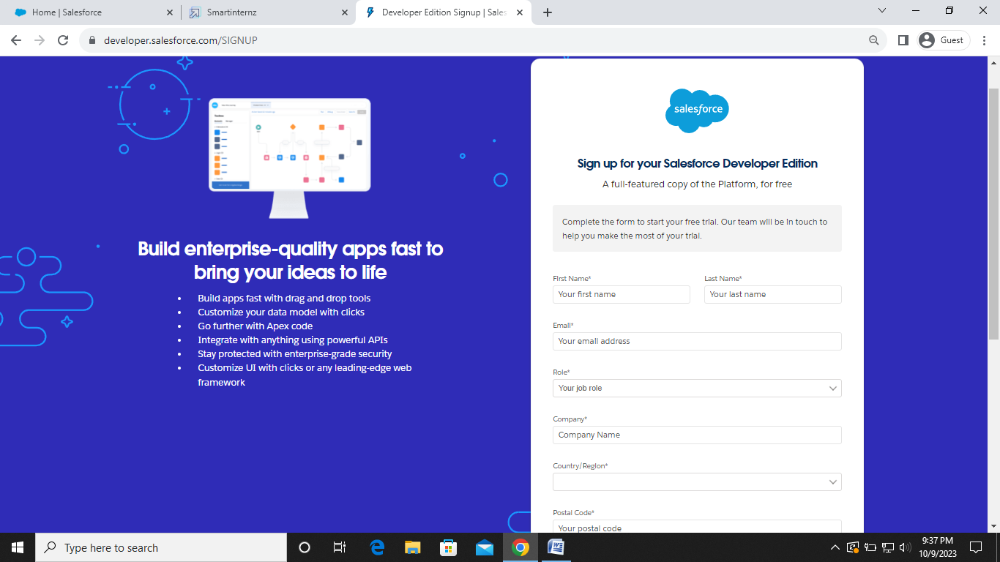 Home | Salesforce
Smartinternz
Developer Edition Signup | Sales
developer.salesforce.com/SIGNUP
Guest
Build enterprise-quality apps fast to
bring your ideas to life
• Build apps fast with drag and drop tools
• Customize your data model with clicks
• Go further with Apex code
• Integrate with anything using powerful APIs
• Stay protected with enterprise-grade security
• Customize UI with clicks or any leading-edge web
framework
salesforce
Sign up for your Salesforce Developer Edition
A full-featured copy of the Platform, for free
Complete the form to start your free trial. Our team will be in touch to
help you make the most of your trial.
First Name* Last Name*
Your first name Your last name
Email*
Your email address
Role*
Your job role
Company*
Company Name
Country/Region*
Postal Code*
Your postal code
Type here to search
9:37 PM
10/9/2023